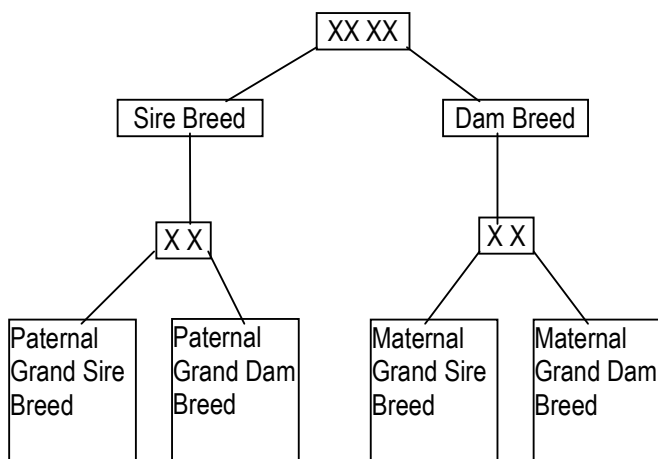 XX XX
Sire Breed
Dam Breed
X X
X X
Paternal
Grand Sire
Breed
Paternal
Grand Dam
Breed
Maternal
Grand Sire
Breed
Maternal
Grand Dam
Breed